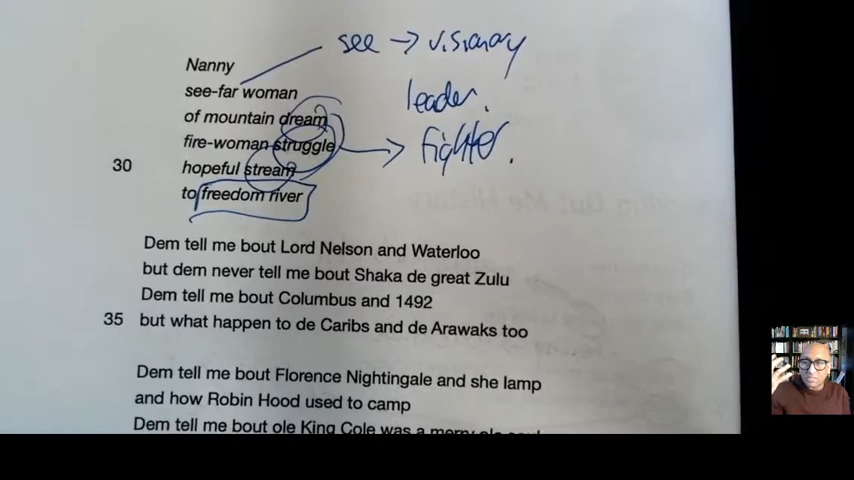 see → visionary
Nanny
see-far woman
leader.
of mountain dream
fire-woman struggle
fighter.
30 hopeful stream
to freedom river
Dem tell me bout Lord Nelson and Waterloo
but dem never tell me bout Shaka de great Zulu
Dem tell me bout Columbus and 1492
35 but what happen to de Caribs and de Arawaks too
Dem tell me bout Florence Nightingale and she lamp
and how Robin Hood used to camp
Dem tell me bout ole King Cole was a merry ole soul